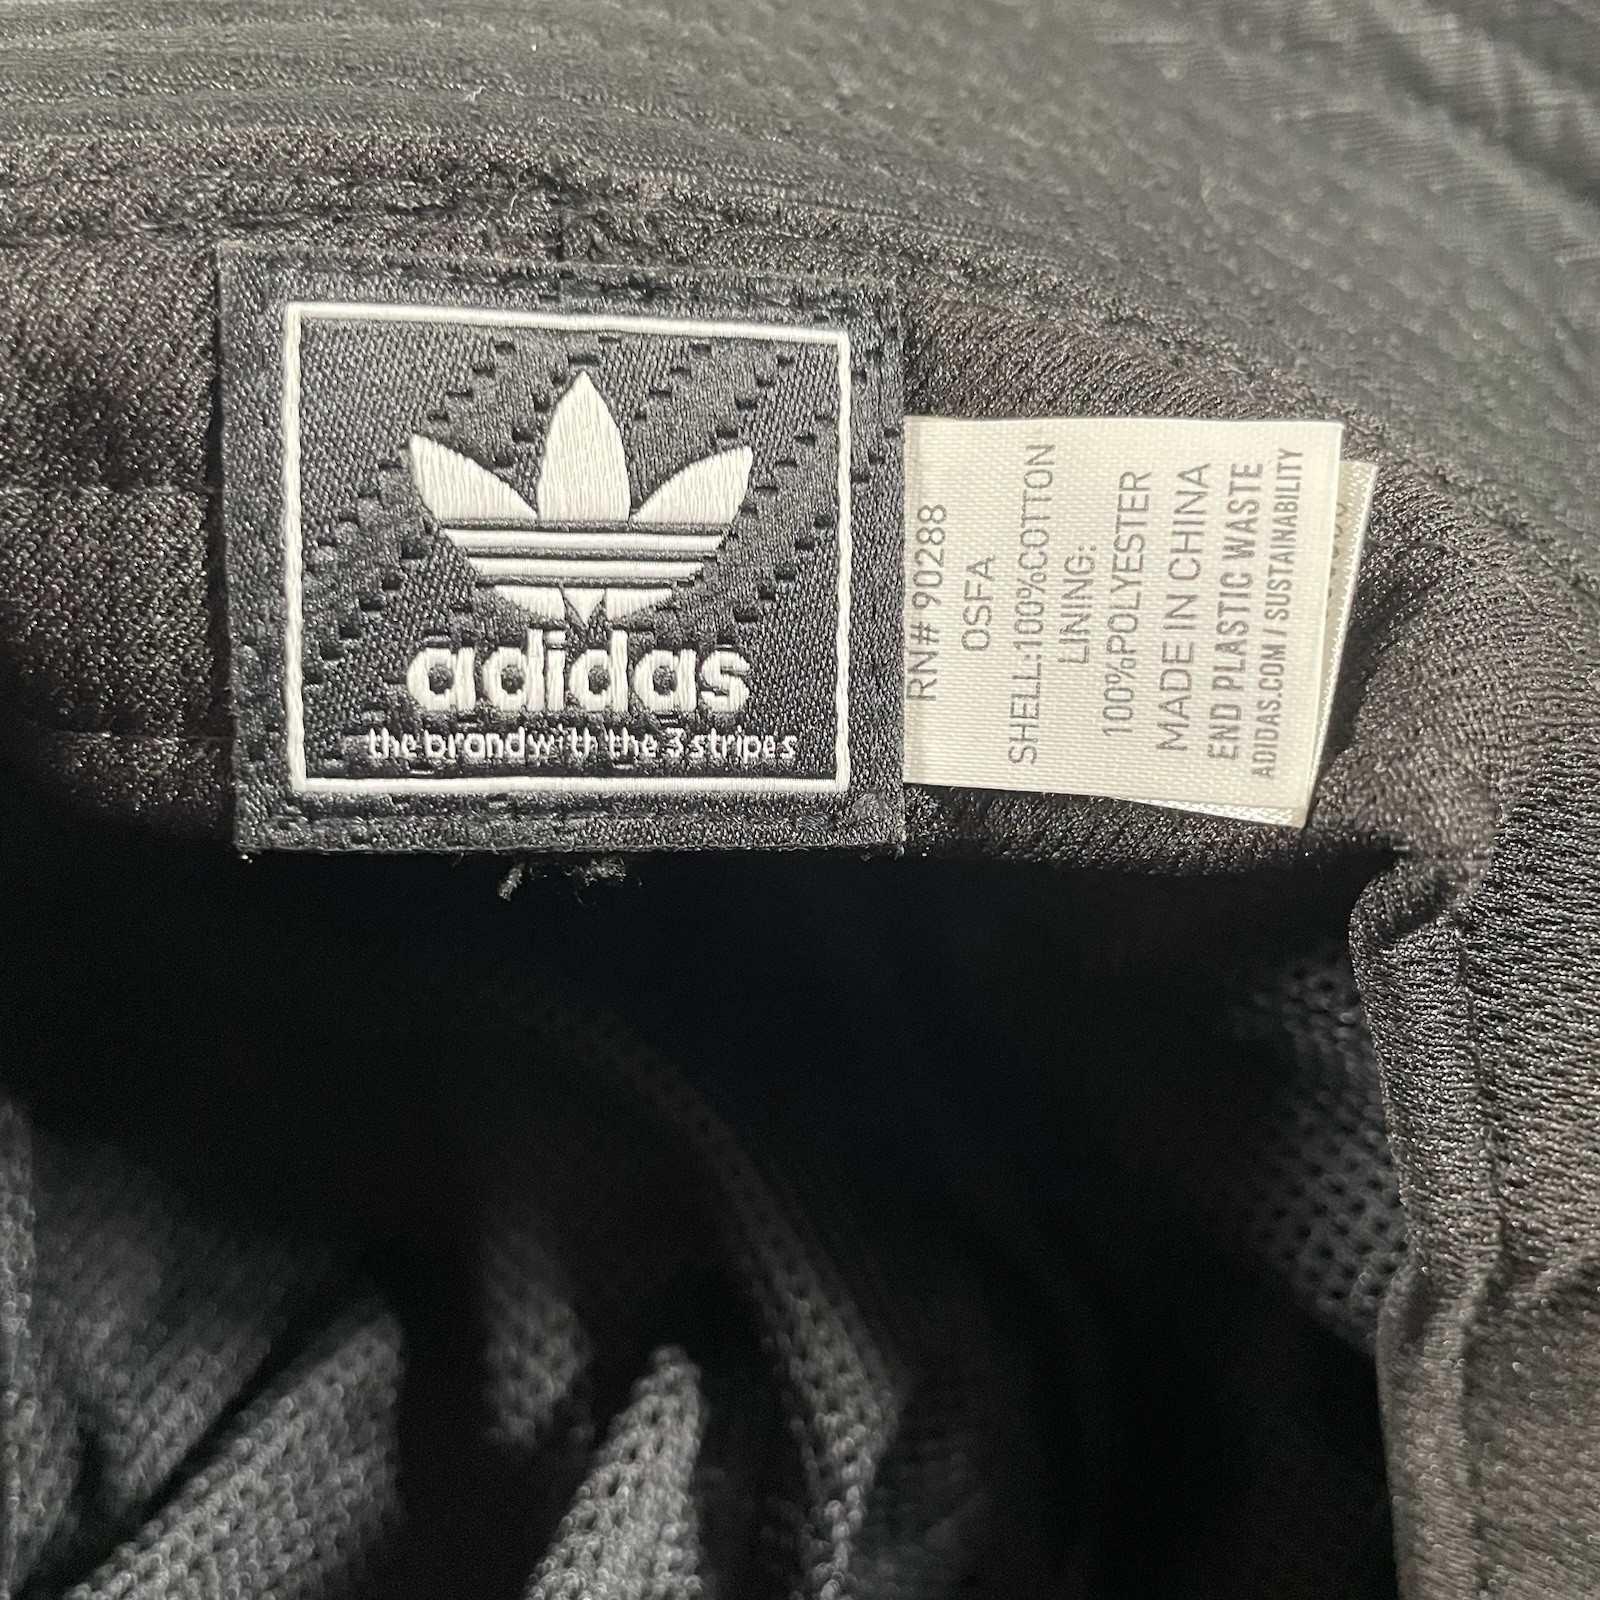 adidas
the brand with the 3 stripes
RN# 90288
OSFA
SHELL:100%COTTON
LINING:
100%POLYESTER
MADE IN CHINA
END PLASTIC WASTE
ADIDAS.COM / SUSTAINABILITY